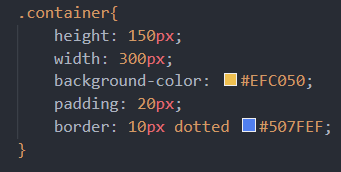 .container{
    height: 150px;
    width: 300px;
    background-color: #EFC050;
    padding: 20px;
    border: 10px dotted #507FEF;
}